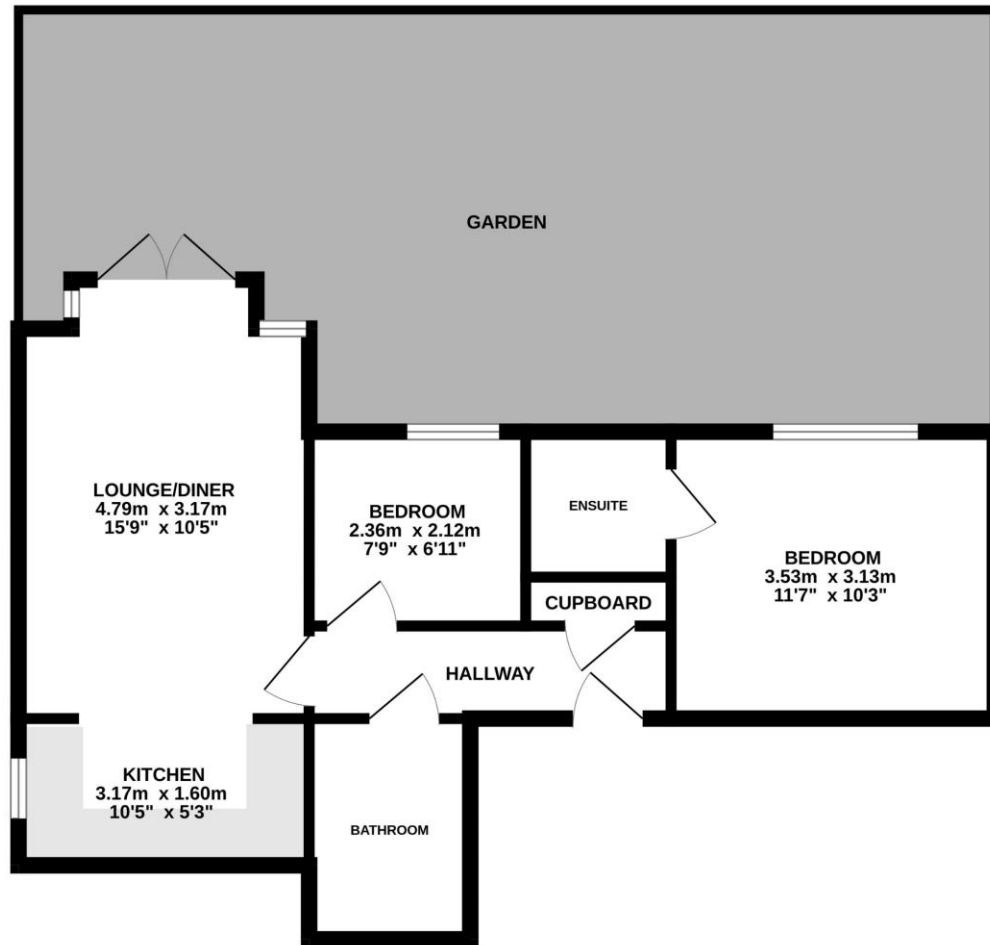 GARDEN
LOUNGE/DINER
4.79m x 3.17m
15'9" x 10'5"
BEDROOM
2.36m x 2.12m
7'9" x 6'11"
ENSUITE
BEDROOM
3.53m x 3.13m
11'7" x 10'3"
CUPBOARD
HALLWAY
KITCHEN
3.17m x 1.60m
10'5" x 5'3"
BATHROOM